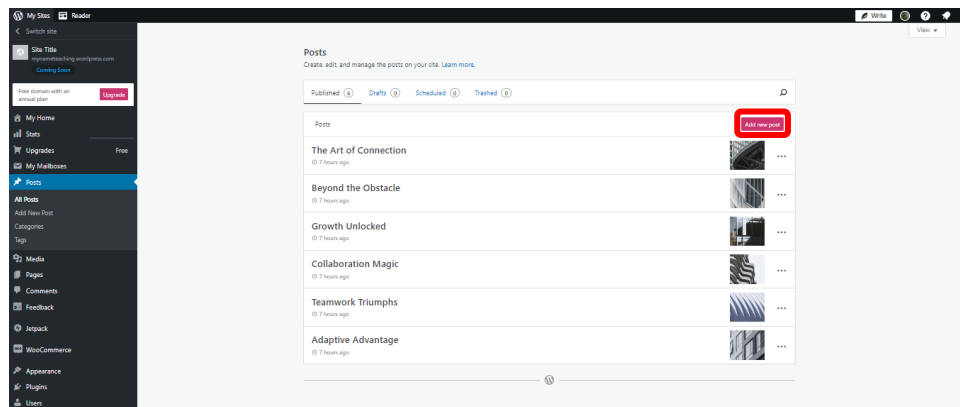 My Sites Reader Write
Switch site
View
Site Title
mynameteaching.wordpress.com
Coming Soon
Free domain with an
annual plan
Upgrade
My Home
Stats
Upgrades Free
My Mailboxes
Posts
All Posts
Add New Post
Categories
Tags
Media
Pages
Comments
Feedback
Jetpack
WooCommerce
Appearance
Plugins
Users
Posts
Create, edit, and manage the posts on your site. Learn more.
Published 6 Drafts 0 Scheduled 0 Trashed 0
Posts Add new post
The Art of Connection
7 hours ago
Beyond the Obstacle
7 hours ago
Growth Unlocked
7 hours ago
Collaboration Magic
7 hours ago
Teamwork Triumphs
7 hours ago
Adaptive Advantage
7 hours ago